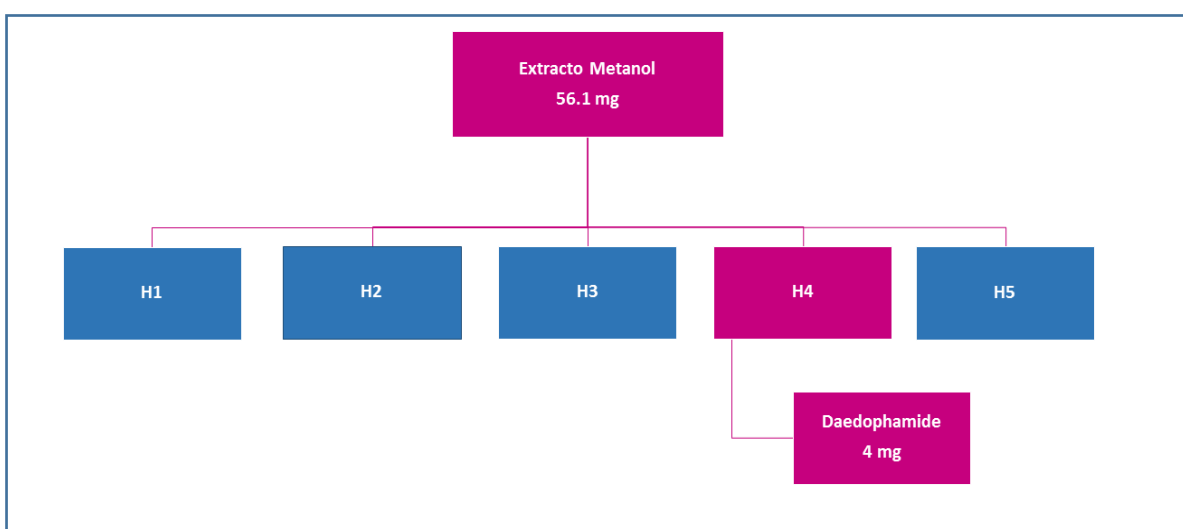 Extracto Metanol
56.1 mg
H1
H2
H3
H4
H5
Daedophamide
4 mg